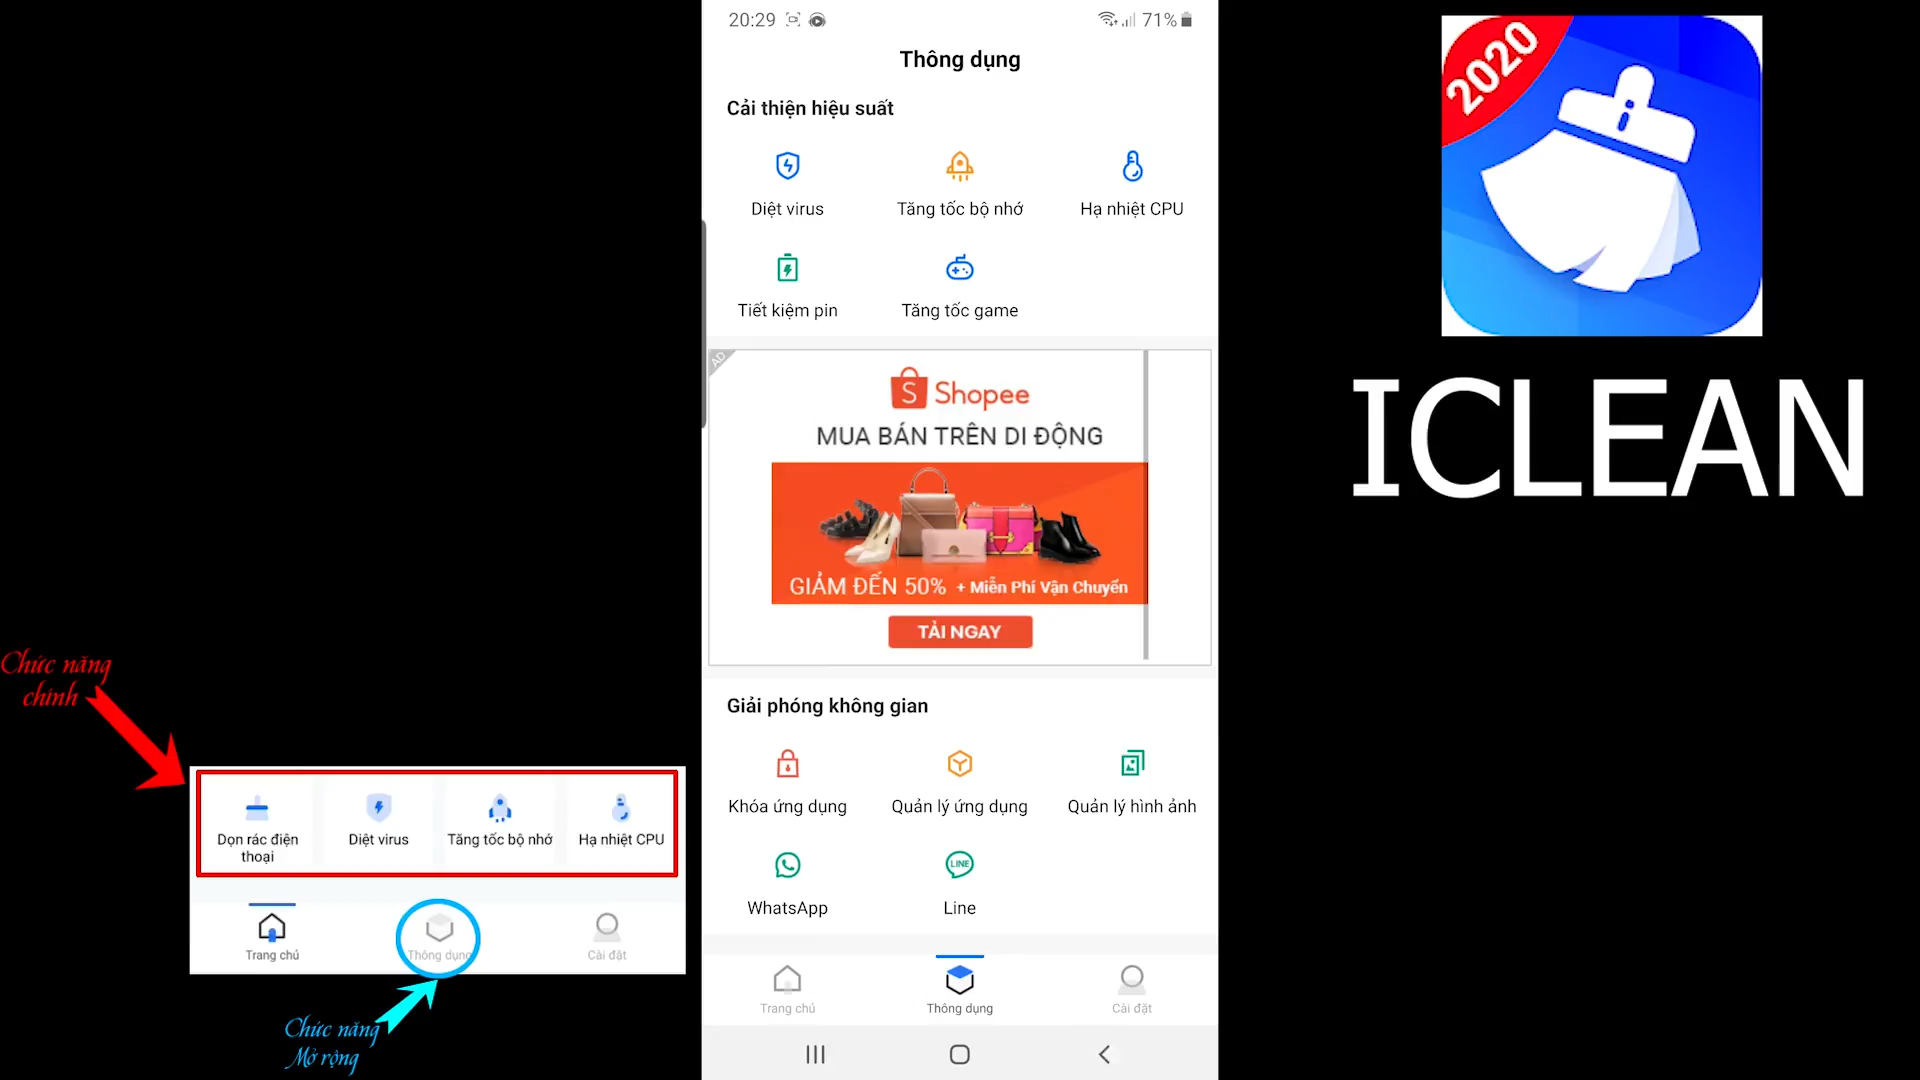 20:29
71%
Thông dụng
Cải thiện hiệu suất
Diệt virus
Tăng tốc bộ nhớ
Hạ nhiệt CPU
Tiết kiệm pin
Tăng tốc game
AD
S Shopee
MUA BÁN TRÊN DI ĐỘNG
GIẢM ĐẾN 50% + Miễn Phí Vận Chuyển
TẢI NGAY
Giải phóng không gian
Khóa ứng dụng
Quản lý ứng dụng
Quản lý hình ảnh
LINE
WhatsApp
Line
Trang chủ
Thông dụng
Cài đặt
Chức năng
chính
Dọn rác điện
thoại
Diệt virus
Tăng tốc bộ nhớ
Hạ nhiệt CPU
Trang chủ
Thông dụng
Cài đặt
Chức năng
Mở rộng
2020
i
ICLEAN